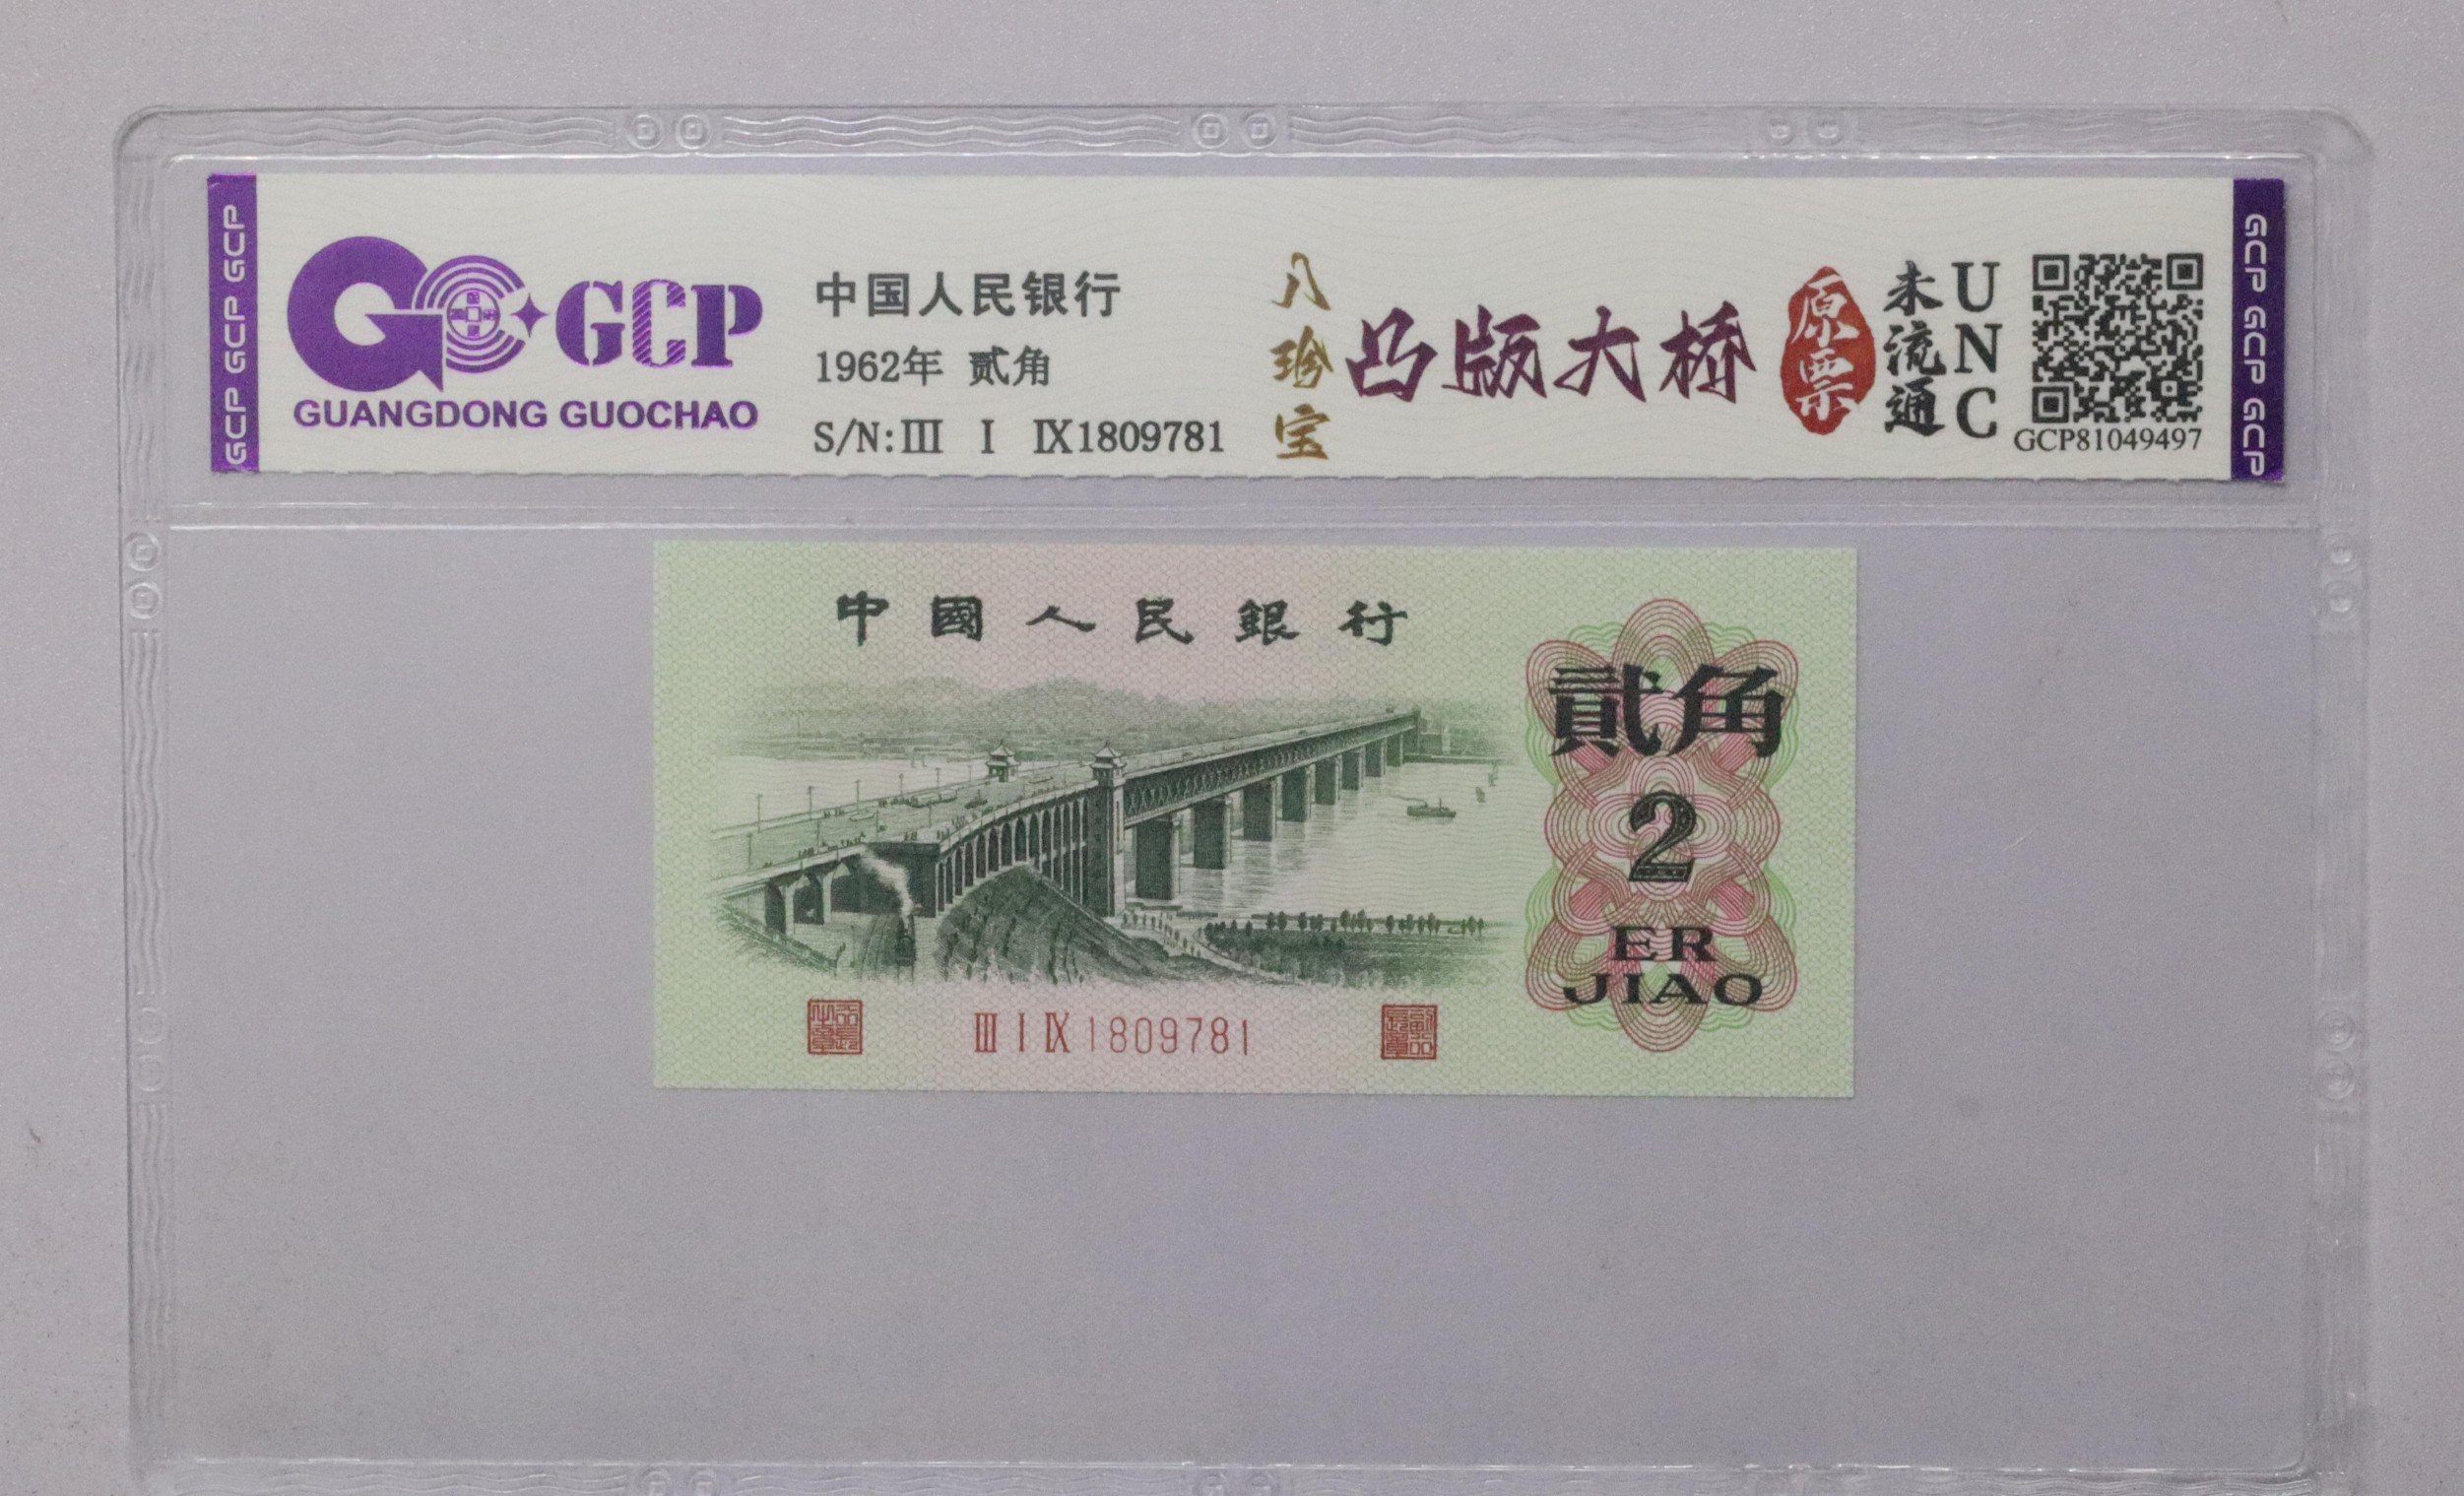 GCP GCP GCP
GCP
GUANGDONG GUOCHAO
中国人民银行
1962年 贰角
S/N:Ⅲ Ⅰ Ⅸ1809781
八珍宝
凸版大桥
原票
未流通
UNC
GCP81049497
GCP GCP GCP
中國人民銀行
貳角
2
ER
JIAO
Ⅲ Ⅰ Ⅸ 1809781